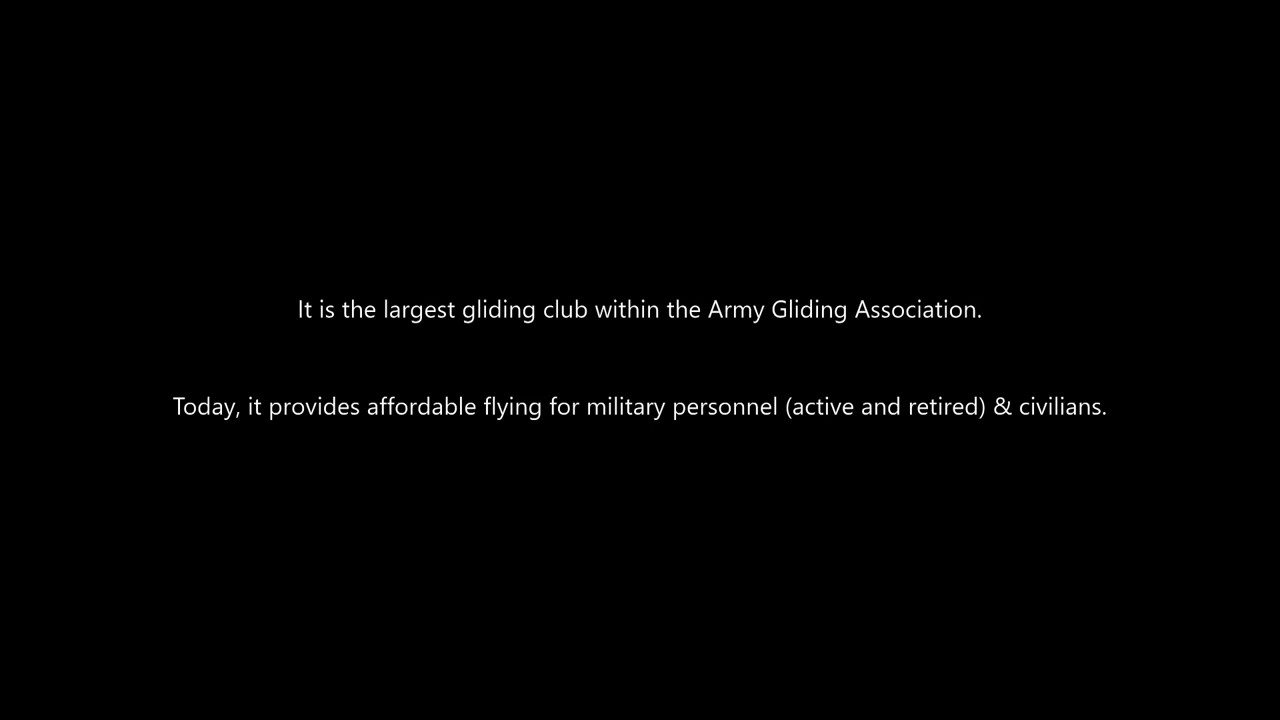 It is the largest gliding club within the Army Gliding Association.
Today, it provides affordable flying for military personnel (active and retired) & civilians.